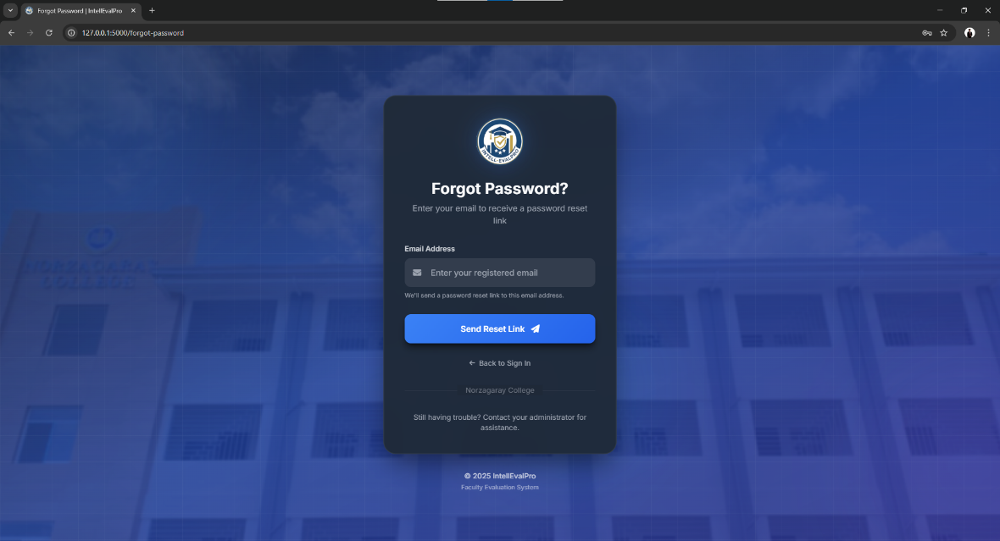 Forgot Password | IntellEvalPro
127.0.0.1:5000/forgot-password
NORZAGARAY
COLLEGE
INTELL-EVALPRO
Forgot Password?
Enter your email to receive a password reset
link
Email Address
Enter your registered email
We'll send a password reset link to this email address.
Send Reset Link
Back to Sign In
Norzagaray College
Still having trouble? Contact your administrator for
assistance.
© 2025 IntellEvalPro
Faculty Evaluation System